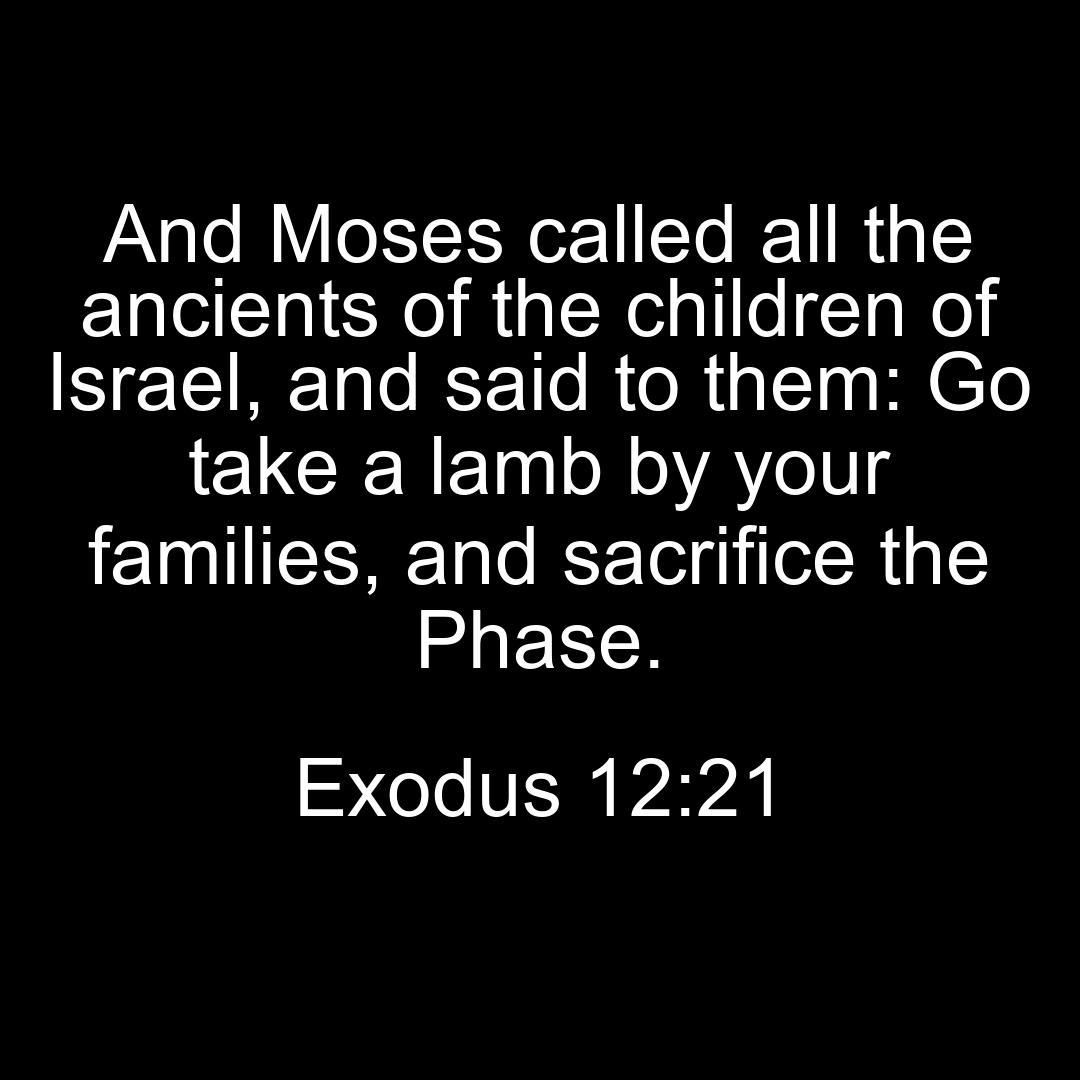 And Moses called all the
ancients of the children of
Israel, and said to them: Go
take a lamb by your
families, and sacrifice the
Phase.
Exodus 12:21